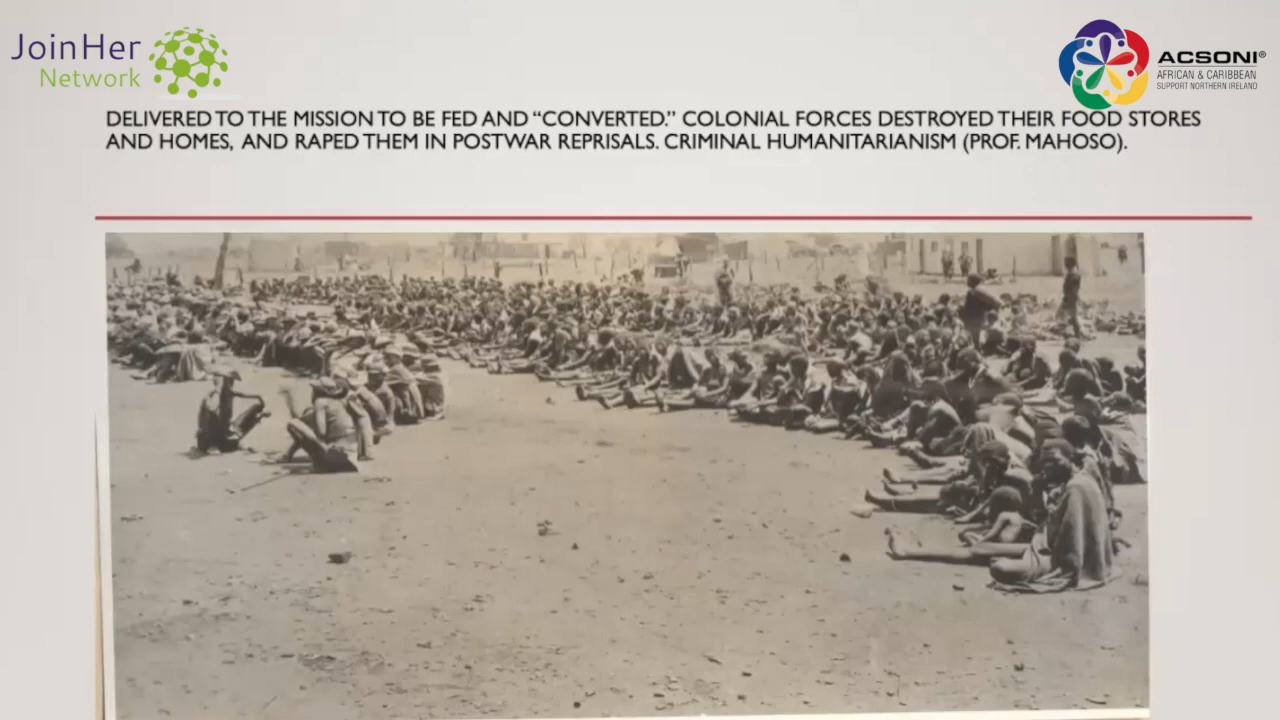 JoinHer
Network
ACSONI®
AFRICAN & CARIBBEAN
SUPPORT NORTHERN IRELAND
DELIVERED TO THE MISSION TO BE FED AND “CONVERTED.” COLONIAL FORCES DESTROYED THEIR FOOD STORES
AND HOMES, AND RAPED THEM IN POSTWAR REPRISALS. CRIMINAL HUMANITARIANISM (PROF. MAHOSO).